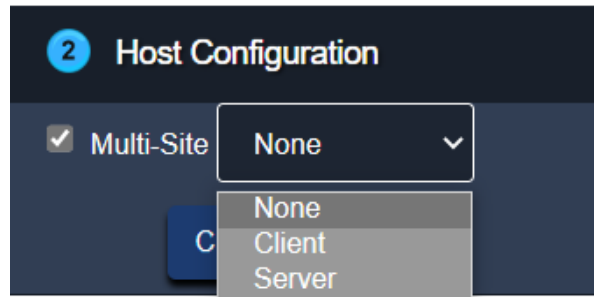 2 Host Configuration
Multi-Site None
None
C
Client
Server